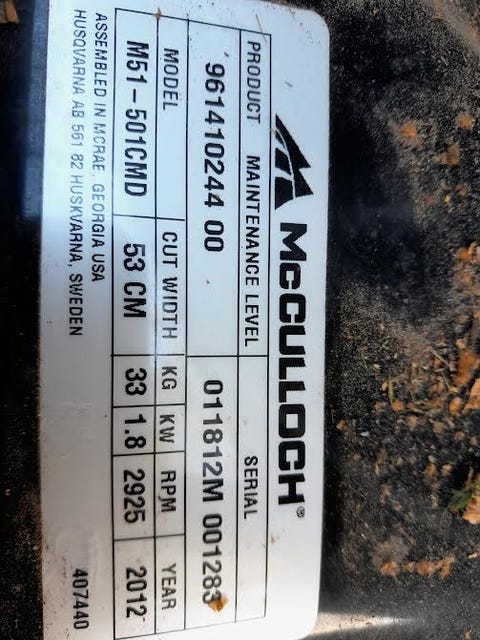 McCULLOCH®
PRODUCT MAINTENANCE LEVEL SERIAL
961410244 00 011812M 001283
MODEL CUT WIDTH KG KW RPM YEAR
M51-501CMD 53 CM 33 1.8 2925 2012
ASSEMBLED IN MCRAE, GEORGIA USA
HUSQVARNA AB 561 82 HUSKVARNA, SWEDEN
407440